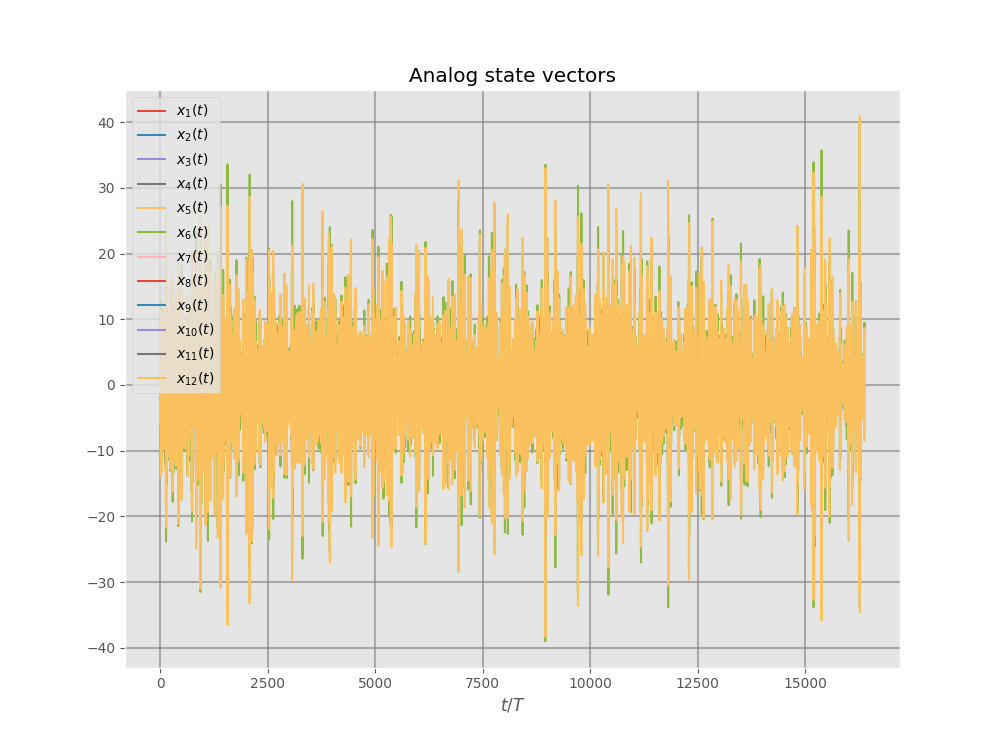 Analog state vectors
x₁(t)
x₂(t)
x₃(t)
x₄(t)
x₅(t)
x₆(t)
x₇(t)
x₈(t)
x₉(t)
x₁₀(t)
x₁₁(t)
x₁₂(t)
40
30
20
10
0
−10
−20
−30
−40
0 2500 5000 7500 10000 12500 15000
t/T